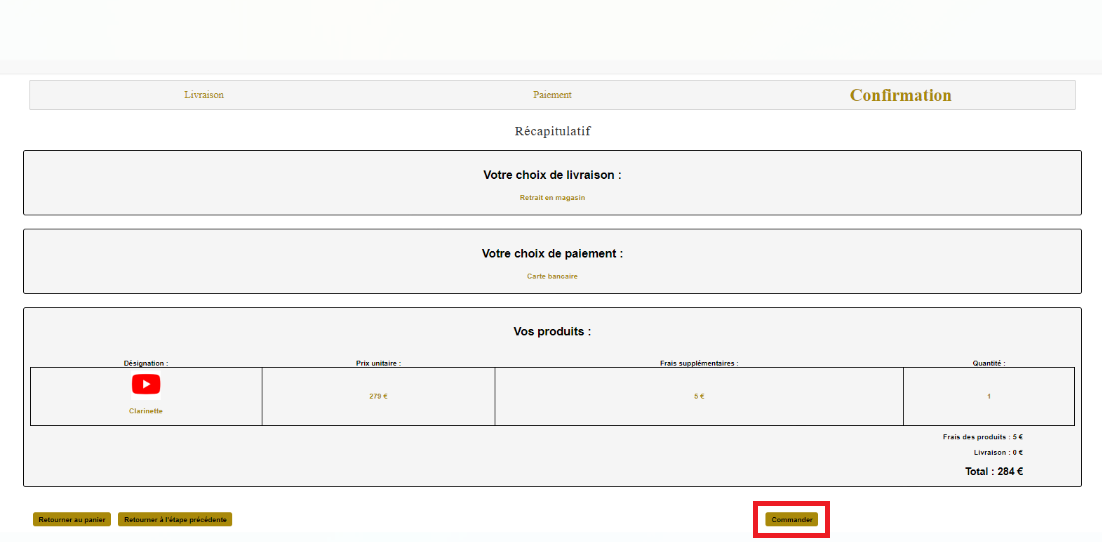 Livraison Paiement Confirmation
Récapitulatif
Votre choix de livraison :
Retrait en magasin
Votre choix de paiement :
Carte bancaire
Vos produits :
Désignation : Prix unitaire : Frais supplémentaires : Quantité :
Clarinette 279 € 5 € 1
Frais des produits : 5 €
Livraison : 0 €
Total : 284 €
Retourner au panier Retourner à l'étape précédente Commander